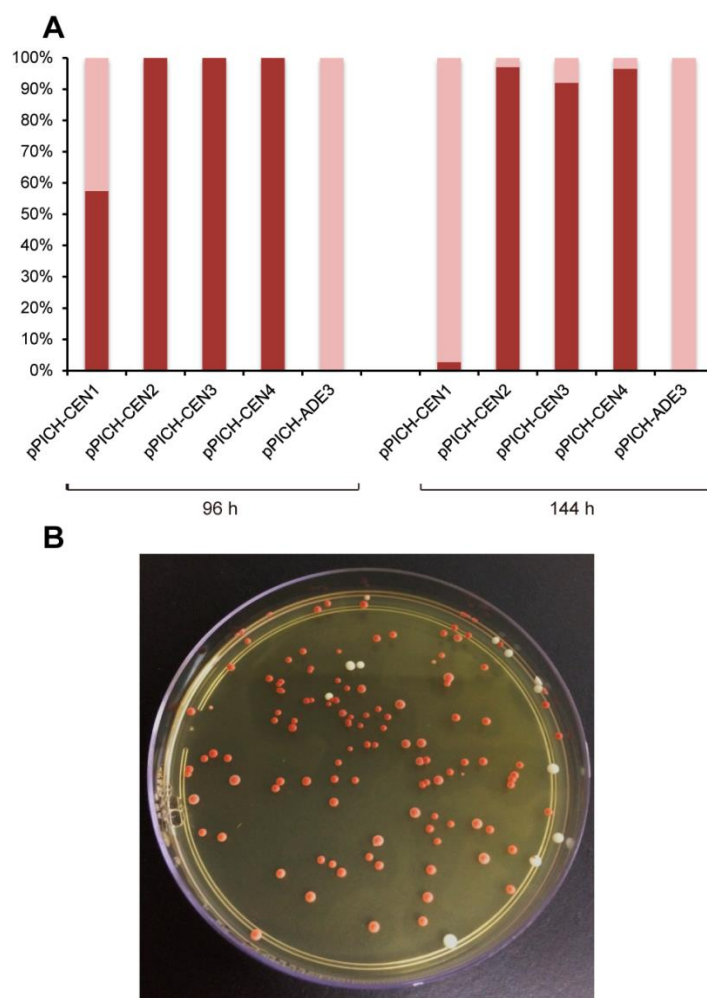 A
100%
90%
80%
70%
60%
50%
40%
30%
20%
10%
0%
pPICH-CEN1
pPICH-CEN2
pPICH-CEN3
pPICH-CEN4
pPICH-ADE3
pPICH-CEN1
pPICH-CEN2
pPICH-CEN3
pPICH-CEN4
pPICH-ADE3
96 h
144 h
B